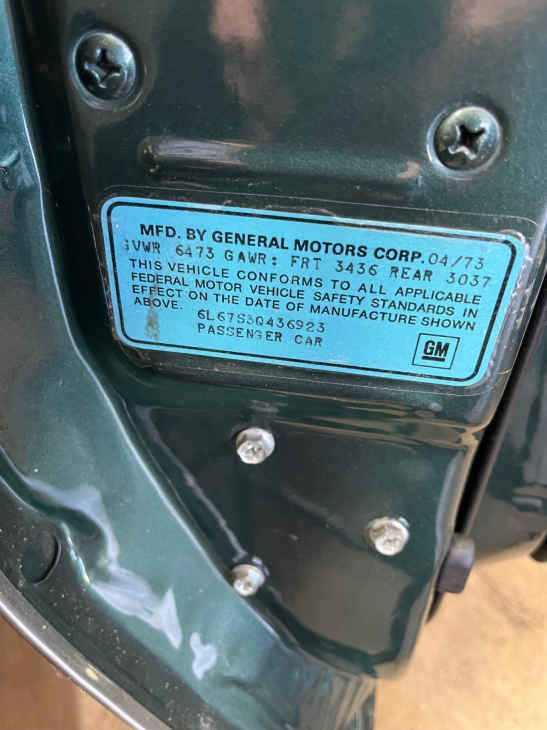 MFD. BY GENERAL MOTORS CORP. 04/73
GVWR 6473 GAWR: FRT 3436 REAR 3037
THIS VEHICLE CONFORMS TO ALL APPLICABLE
FEDERAL MOTOR VEHICLE SAFETY STANDARDS IN
EFFECT ON THE DATE OF MANUFACTURE SHOWN
ABOVE.
6L67S3Q436923
PASSENGER CAR
GM